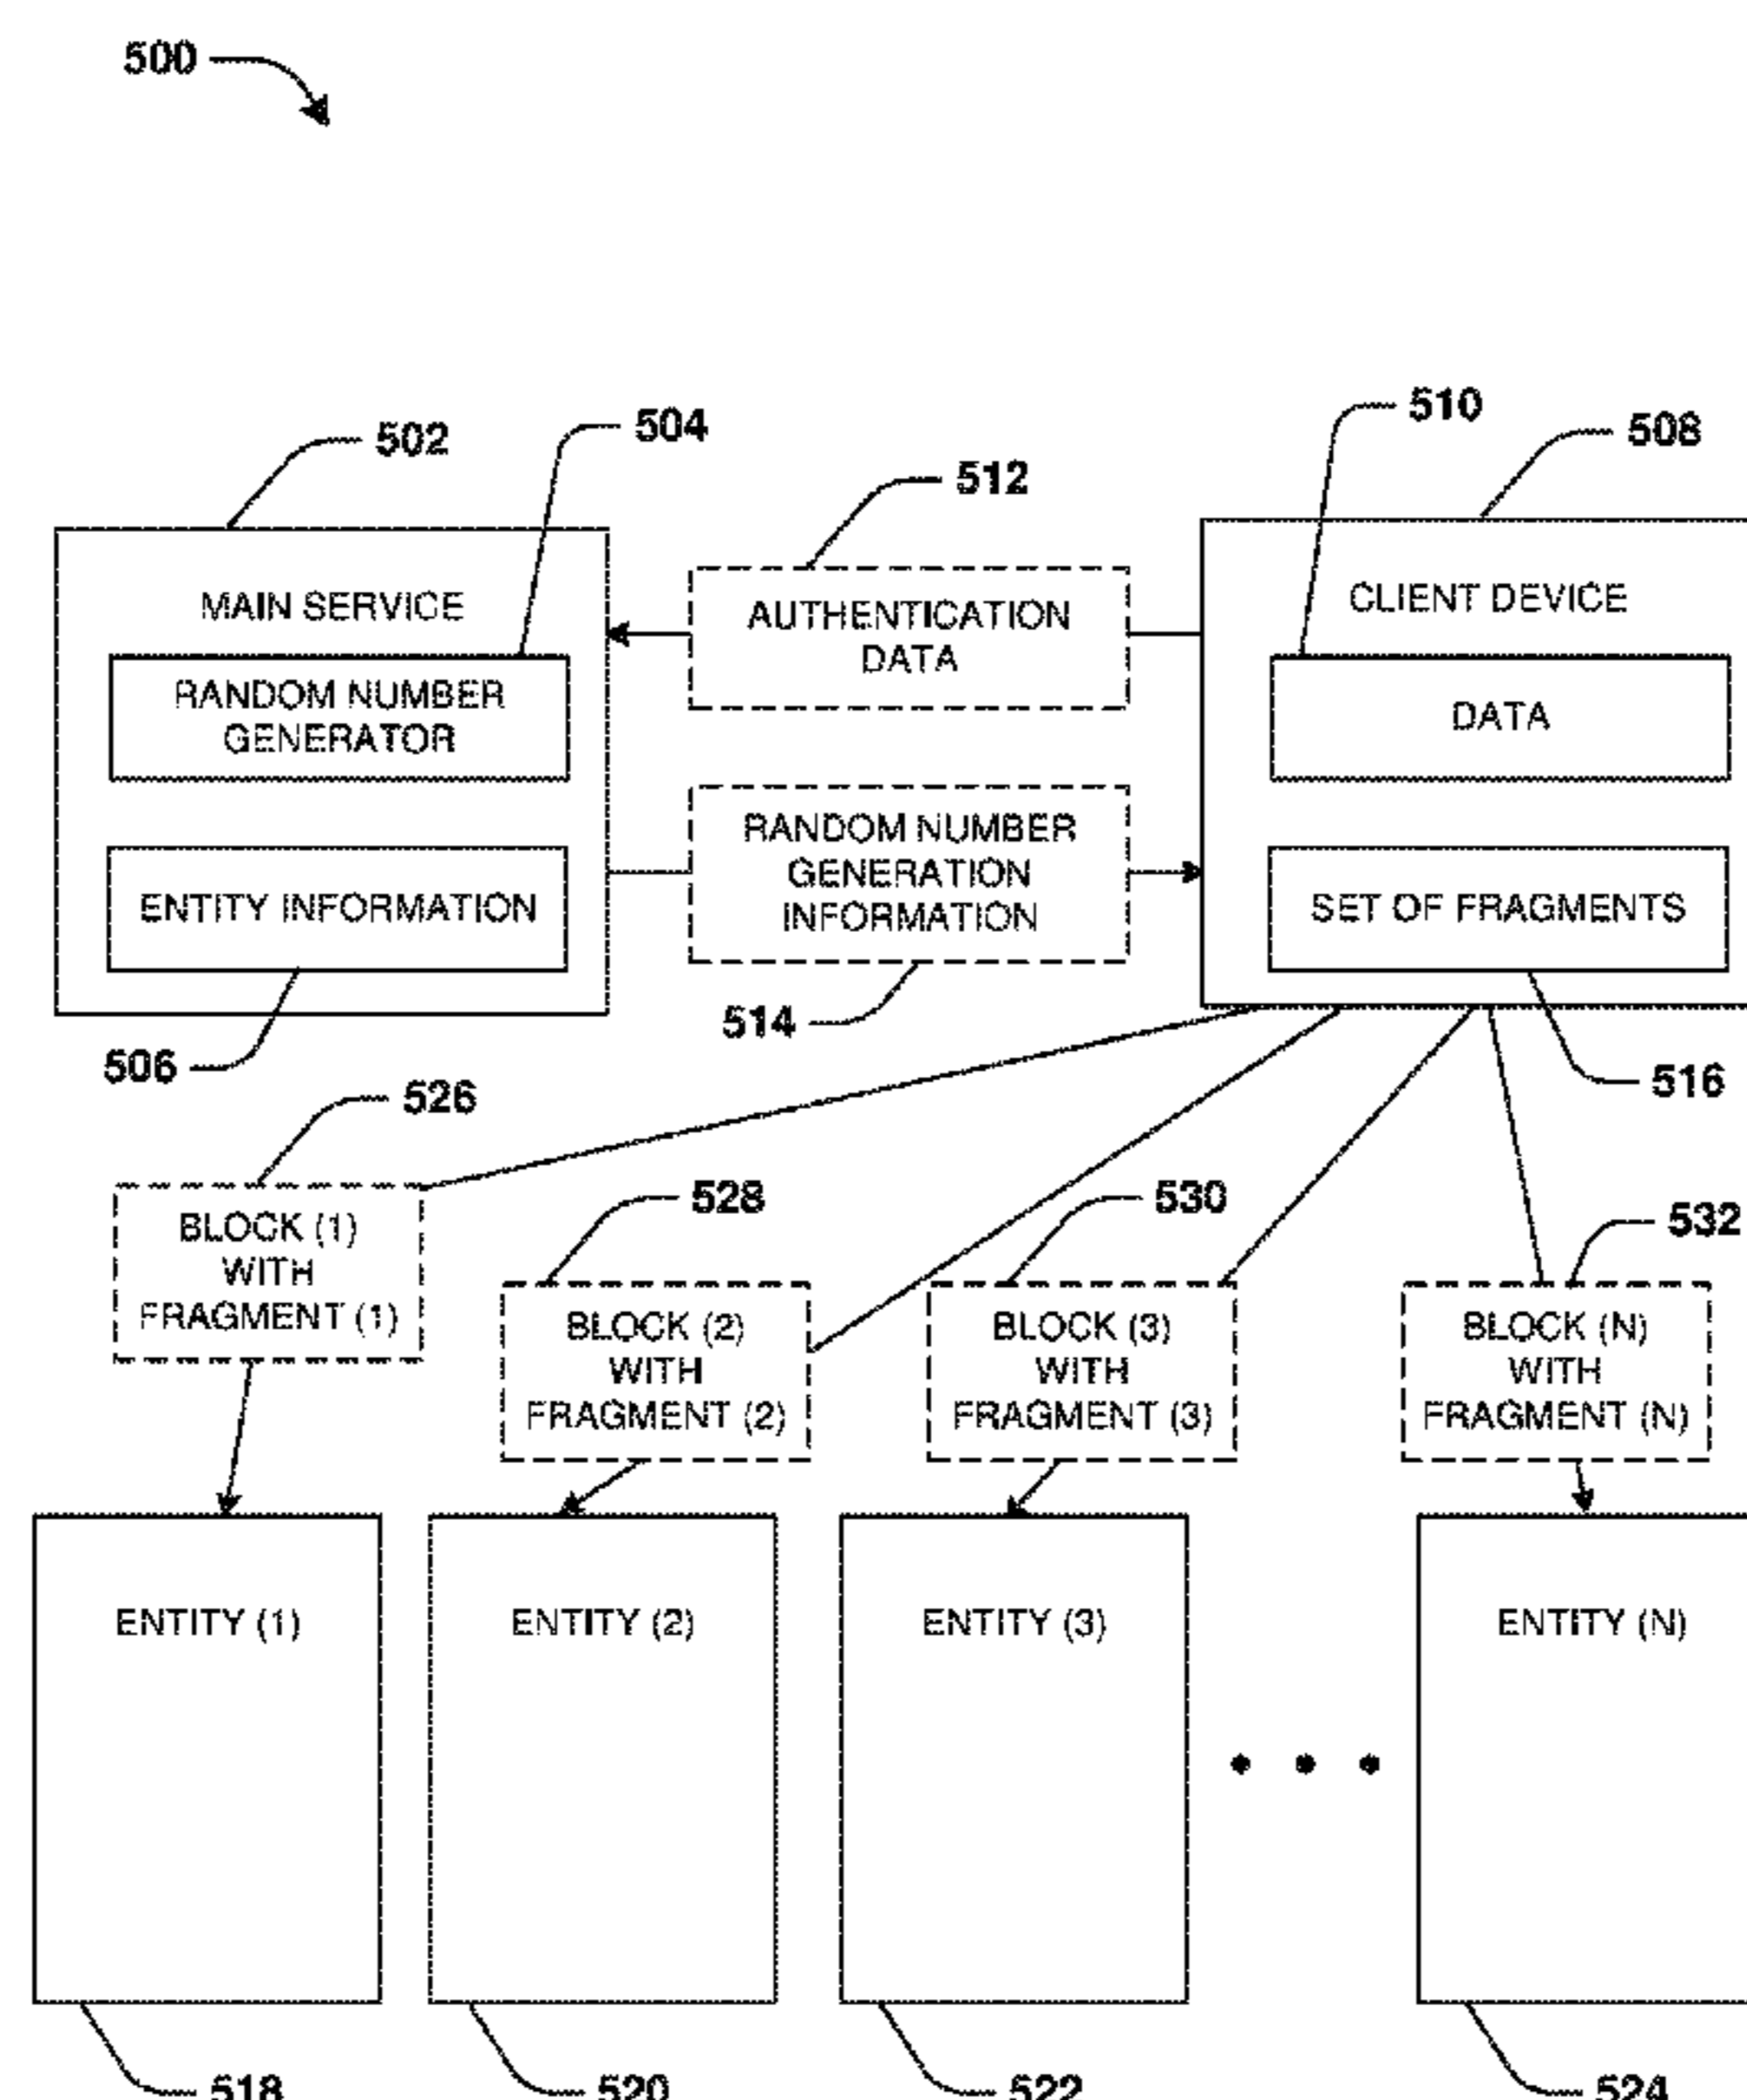 500
502
504
512
510
508
MAIN SERVICE
RANDOM NUMBER
GENERATOR
ENTITY INFORMATION
AUTHENTICATION
DATA
RANDOM NUMBER
GENERATION
INFORMATION
CLIENT DEVICE
DATA
SET OF FRAGMENTS
506
514
516
526
528
530
532
BLOCK (1)
WITH
FRAGMENT (1)
BLOCK (2)
WITH
FRAGMENT (2)
BLOCK (3)
WITH
FRAGMENT (3)
BLOCK (N)
WITH
FRAGMENT (N)
ENTITY (1)
ENTITY (2)
ENTITY (3)
ENTITY (N)
518
520
522
524